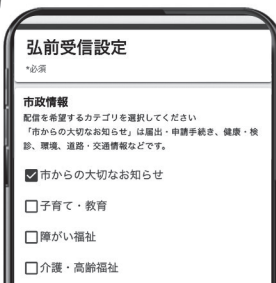 弘前受信設定
*必須
市政情報
配信を希望するカテゴリを選択してください
「市からの大切なお知らせ」は届出・申請手続き、健康・検
診、環境、道路・交通情報などです。
市からの大切なお知らせ
子育て・教育
障がい福祉
介護・高齢福祉